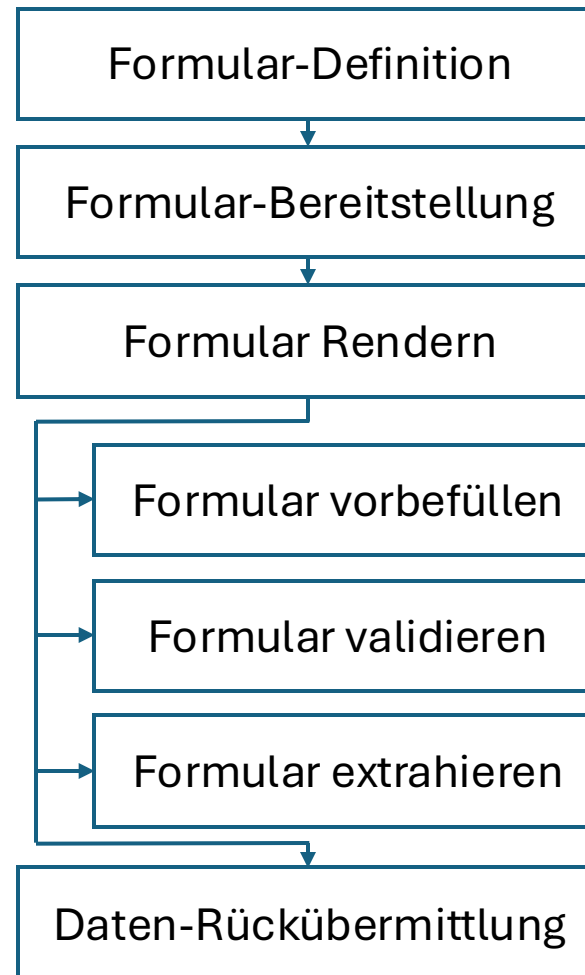 Formular-Definition
Formular-Bereitstellung
Formular Rendern
Formular vorbefüllen
Formular validieren
Formular extrahieren
Daten-Rückübermittlung